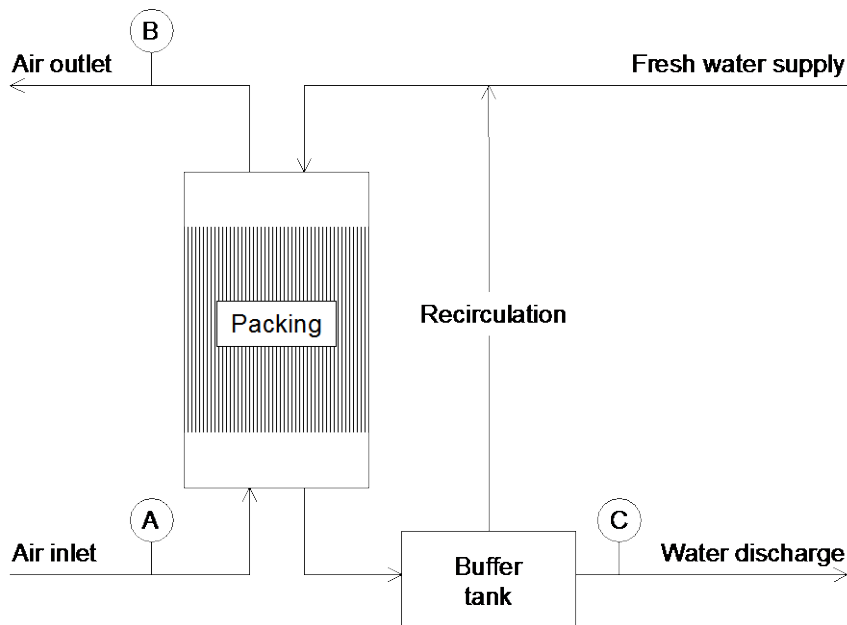 B
Air outlet
Fresh water supply
Packing
Recirculation
A
C
Air inlet
Water discharge
Buffer
tank